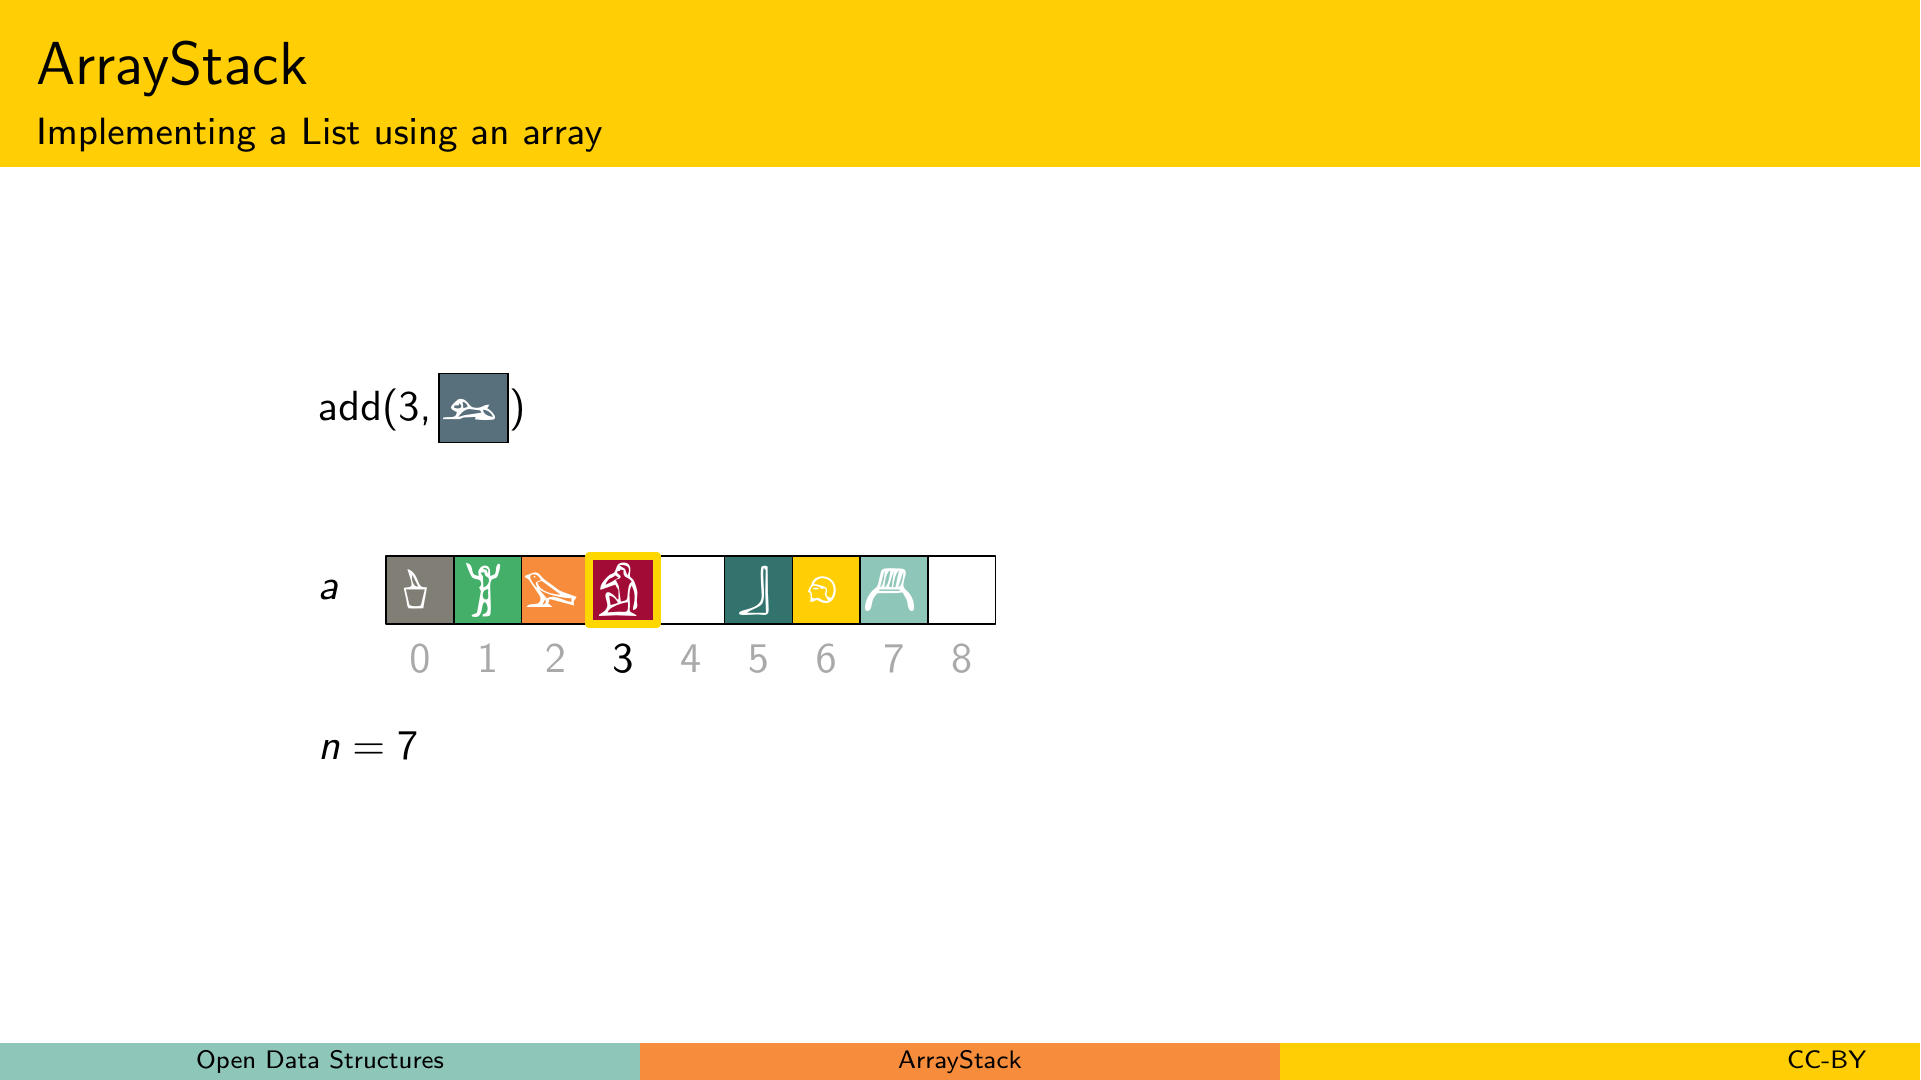 ArrayStack
Implementing a List using an array
add(3, )
a
0 1 2 3 4 5 6 7 8
n = 7
Open Data Structures ArrayStack CC-BY